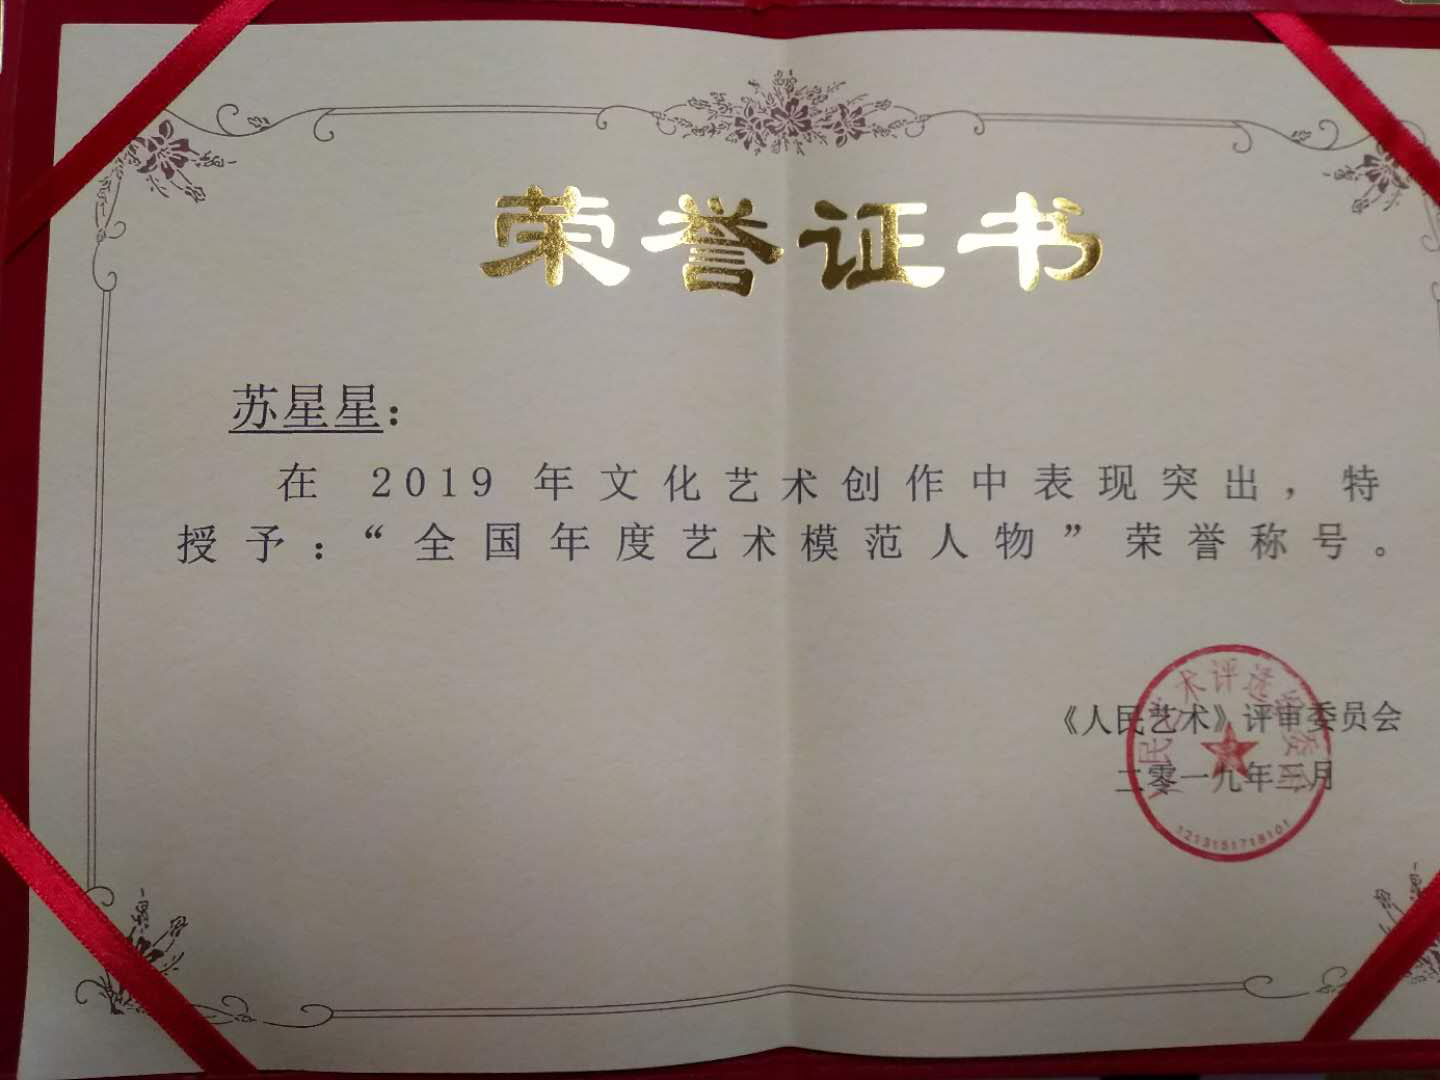 荣誉证书
苏星星：
在 2019 年文化艺术创作中表现突出，特
授予：“全国年度艺术模范人物”荣誉称号。
《人民艺术》评审委员会
二零一九年三月
1213151718101